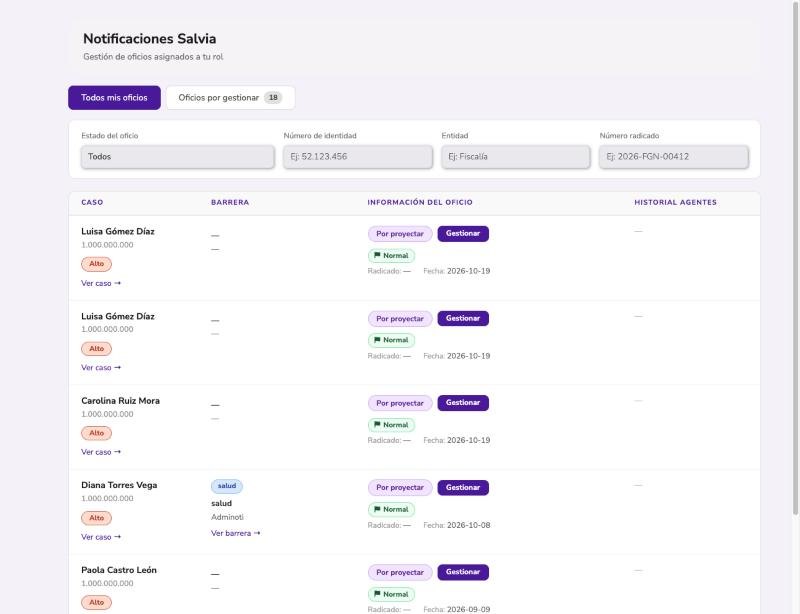 Notificaciones Salvia
Gestión de oficios asignados a tu rol
Todos mis oficios
Oficios por gestionar 18
Estado del oficio Número de identidad Entidad Número radicado
Todos Ej: 52.123.456 Ej: Fiscalía Ej: 2026-FGN-00412
CASO BARRERA INFORMACIÓN DEL OFICIO HISTORIAL AGENTES
Luisa Gómez Díaz
1.000.000.000
Alto
Ver caso →
—
—
Por proyectar Gestionar
Normal
Radicado: — Fecha: 2026-10-19
—
Luisa Gómez Díaz
1.000.000.000
Alto
Ver caso →
—
—
Por proyectar Gestionar
Normal
Radicado: — Fecha: 2026-10-19
—
Carolina Ruiz Mora
1.000.000.000
Alto
Ver caso →
—
—
Por proyectar Gestionar
Normal
Radicado: — Fecha: 2026-10-19
—
Diana Torres Vega
1.000.000.000
Alto
Ver caso →
salud
salud
Adminoti
Ver barrera →
Por proyectar Gestionar
Normal
Radicado: — Fecha: 2026-10-08
—
Paola Castro León
1.000.000.000
Alto
—
—
Por proyectar Gestionar
Normal
Radicado: — Fecha: 2026-09-09
—